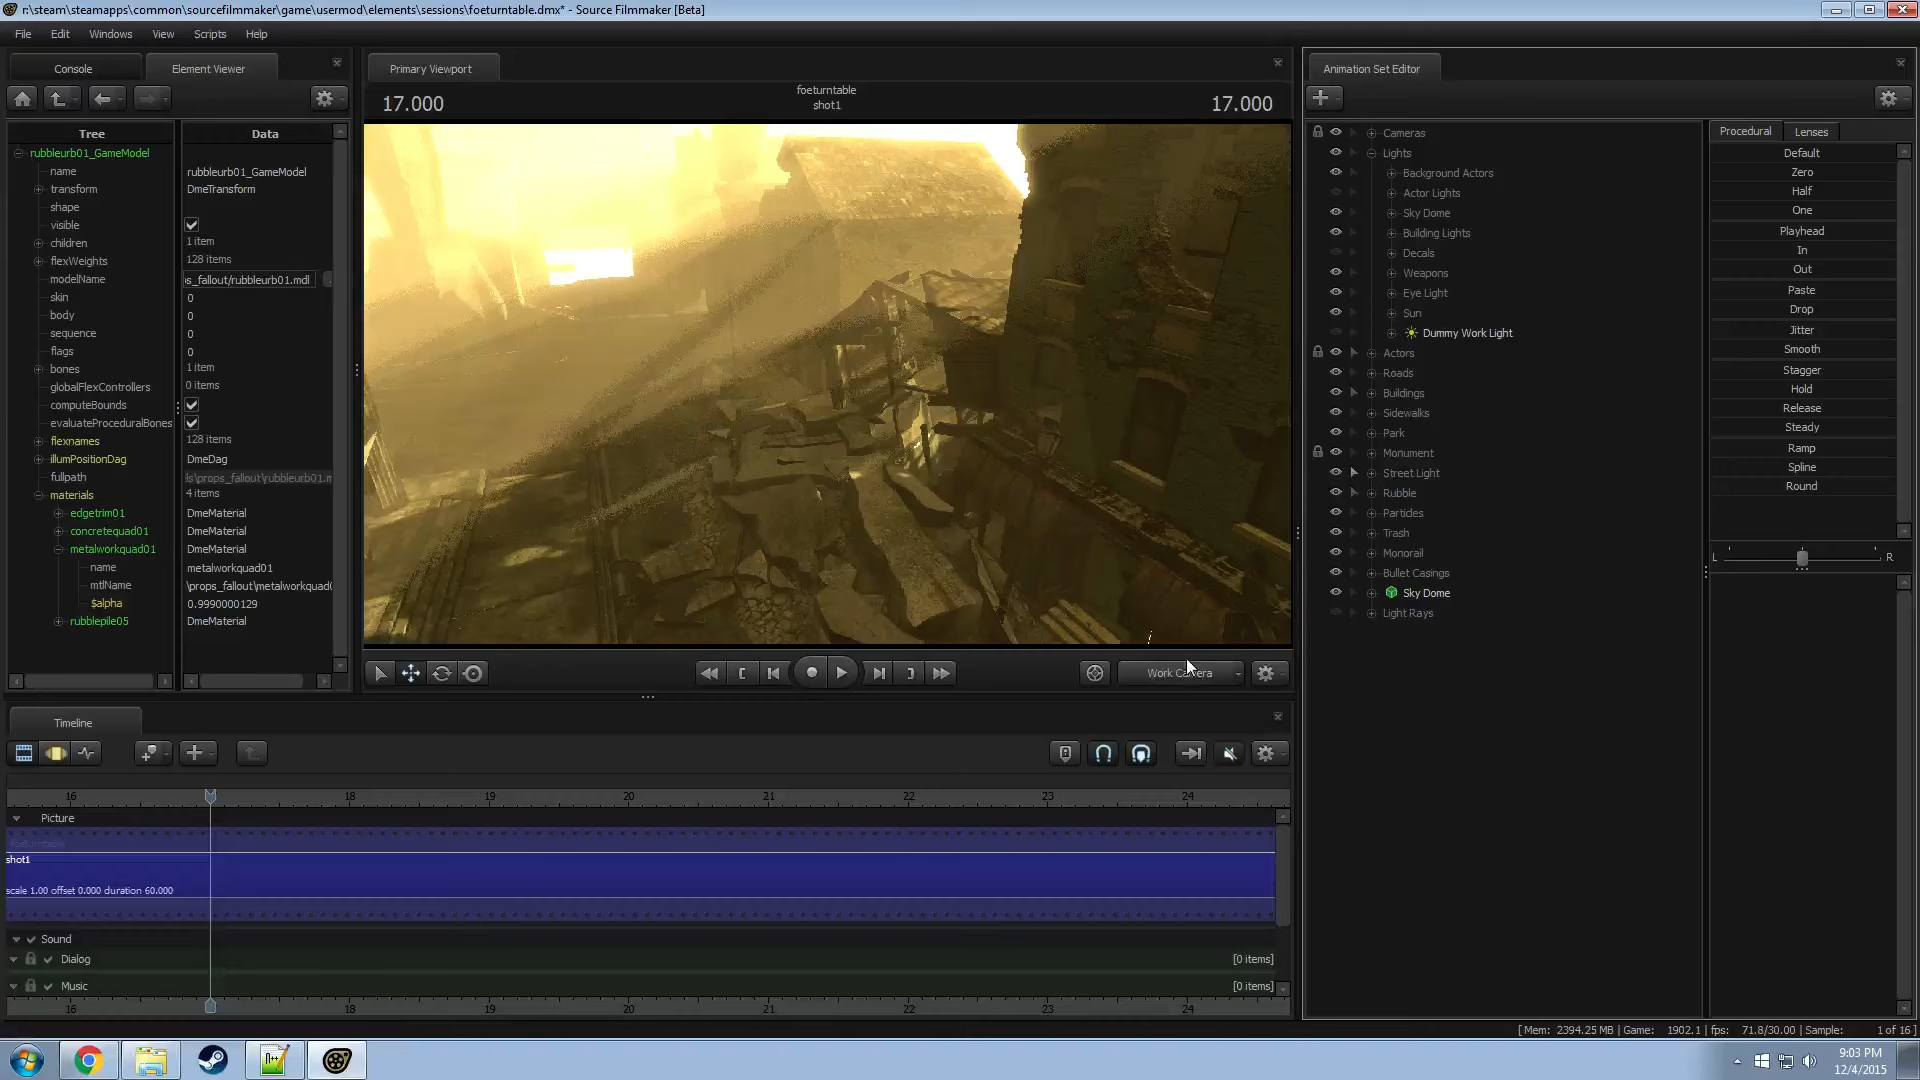 r:\steam\steamapps\common\sourcefilmmaker\game\usermod\elements\sessions\foeturntable.dmx* - Source Filmmaker [Beta]
File Edit Windows View Scripts Help
Console Element Viewer
Primary Viewport
Animation Set Editor
17.000
foeturntable
shot1
17.000
Tree Data
rubbleurb01_GameModel
name rubbleurb01_GameModel
transform DmeTransform
shape
visible
children 1 item
flexWeights 128 items
modelName s_fallout/rubbleurb01.mdl
skin 0
body 0
sequence 0
flags 0
bones 1 item
globalFlexControllers 0 items
computeBounds
evaluateProceduralBones
flexnames 128 items
illumPositionDag DmeDag
fullpath ls\props_fallout\rubbleurb01.m
materials 4 items
edgetrim01 DmeMaterial
concretequad01 DmeMaterial
metalworkquad01 DmeMaterial
name metalworkquad01
mtlName \props_fallout\metalworkquad0
$alpha 0.9990000129
rubblepile05 DmeMaterial
Cameras
Lights
Background Actors
Actor Lights
Sky Dome
Building Lights
Decals
Weapons
Eye Light
Sun
Dummy Work Light
Actors
Roads
Buildings
Sidewalks
Park
Monument
Street Light
Rubble
Particles
Trash
Monorail
Bullet Casings
Sky Dome
Light Rays
Procedural Lenses
Default
Zero
Half
One
Playhead
In
Out
Paste
Drop
Jitter
Smooth
Stagger
Hold
Release
Steady
Ramp
Spline
Round
L R
Work Camera
Timeline
16 18 19 20 21 22 23 24
Picture
foeturntable
shot1
scale 1.00 offset 0.000 duration 60.000
Sound
Dialog [0 items]
Music [0 items]
16 18 19 20 21 22 23 24
[ Mem: 2394.25 MB | Game: 1902.1 | fps: 71.8/30.00 | Sample: 1 of 16 ]
9:03 PM
12/4/2015